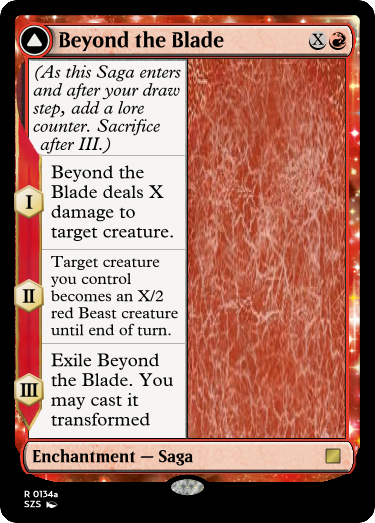 Beyond the Blade
X R
(As this Saga enters
and after your draw
step, add a lore
counter. Sacrifice
after III.)
I
Beyond the
Blade deals X
damage to
target creature.
II
Target creature
you control
becomes an X/2
red Beast creature
until end of turn.
III
Exile Beyond
the Blade. You
may cast it
transformed
Enchantment — Saga
R 0134a
SZS